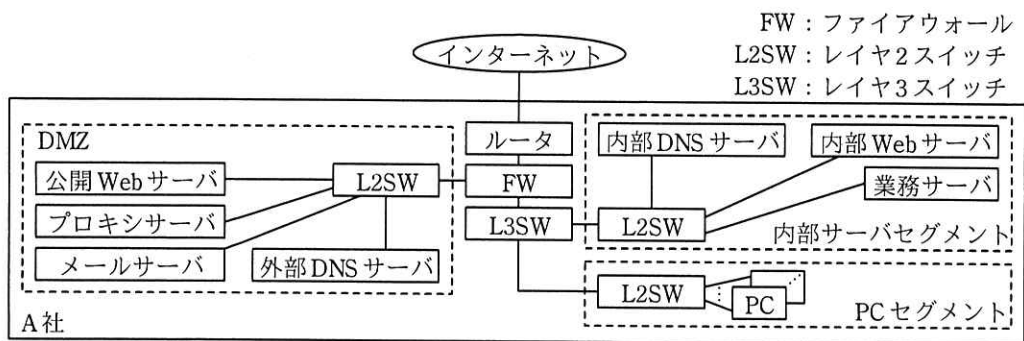 FW：ファイアウォール
L2SW：レイヤ2スイッチ
L3SW：レイヤ3スイッチ
インターネット
DMZ
公開Webサーバ
プロキシサーバ
メールサーバ
L2SW
外部DNSサーバ
ルータ
FW
L3SW
内部DNSサーバ
内部Webサーバ
業務サーバ
L2SW
内部サーバセグメント
L2SW
PC
PCセグメント
A社